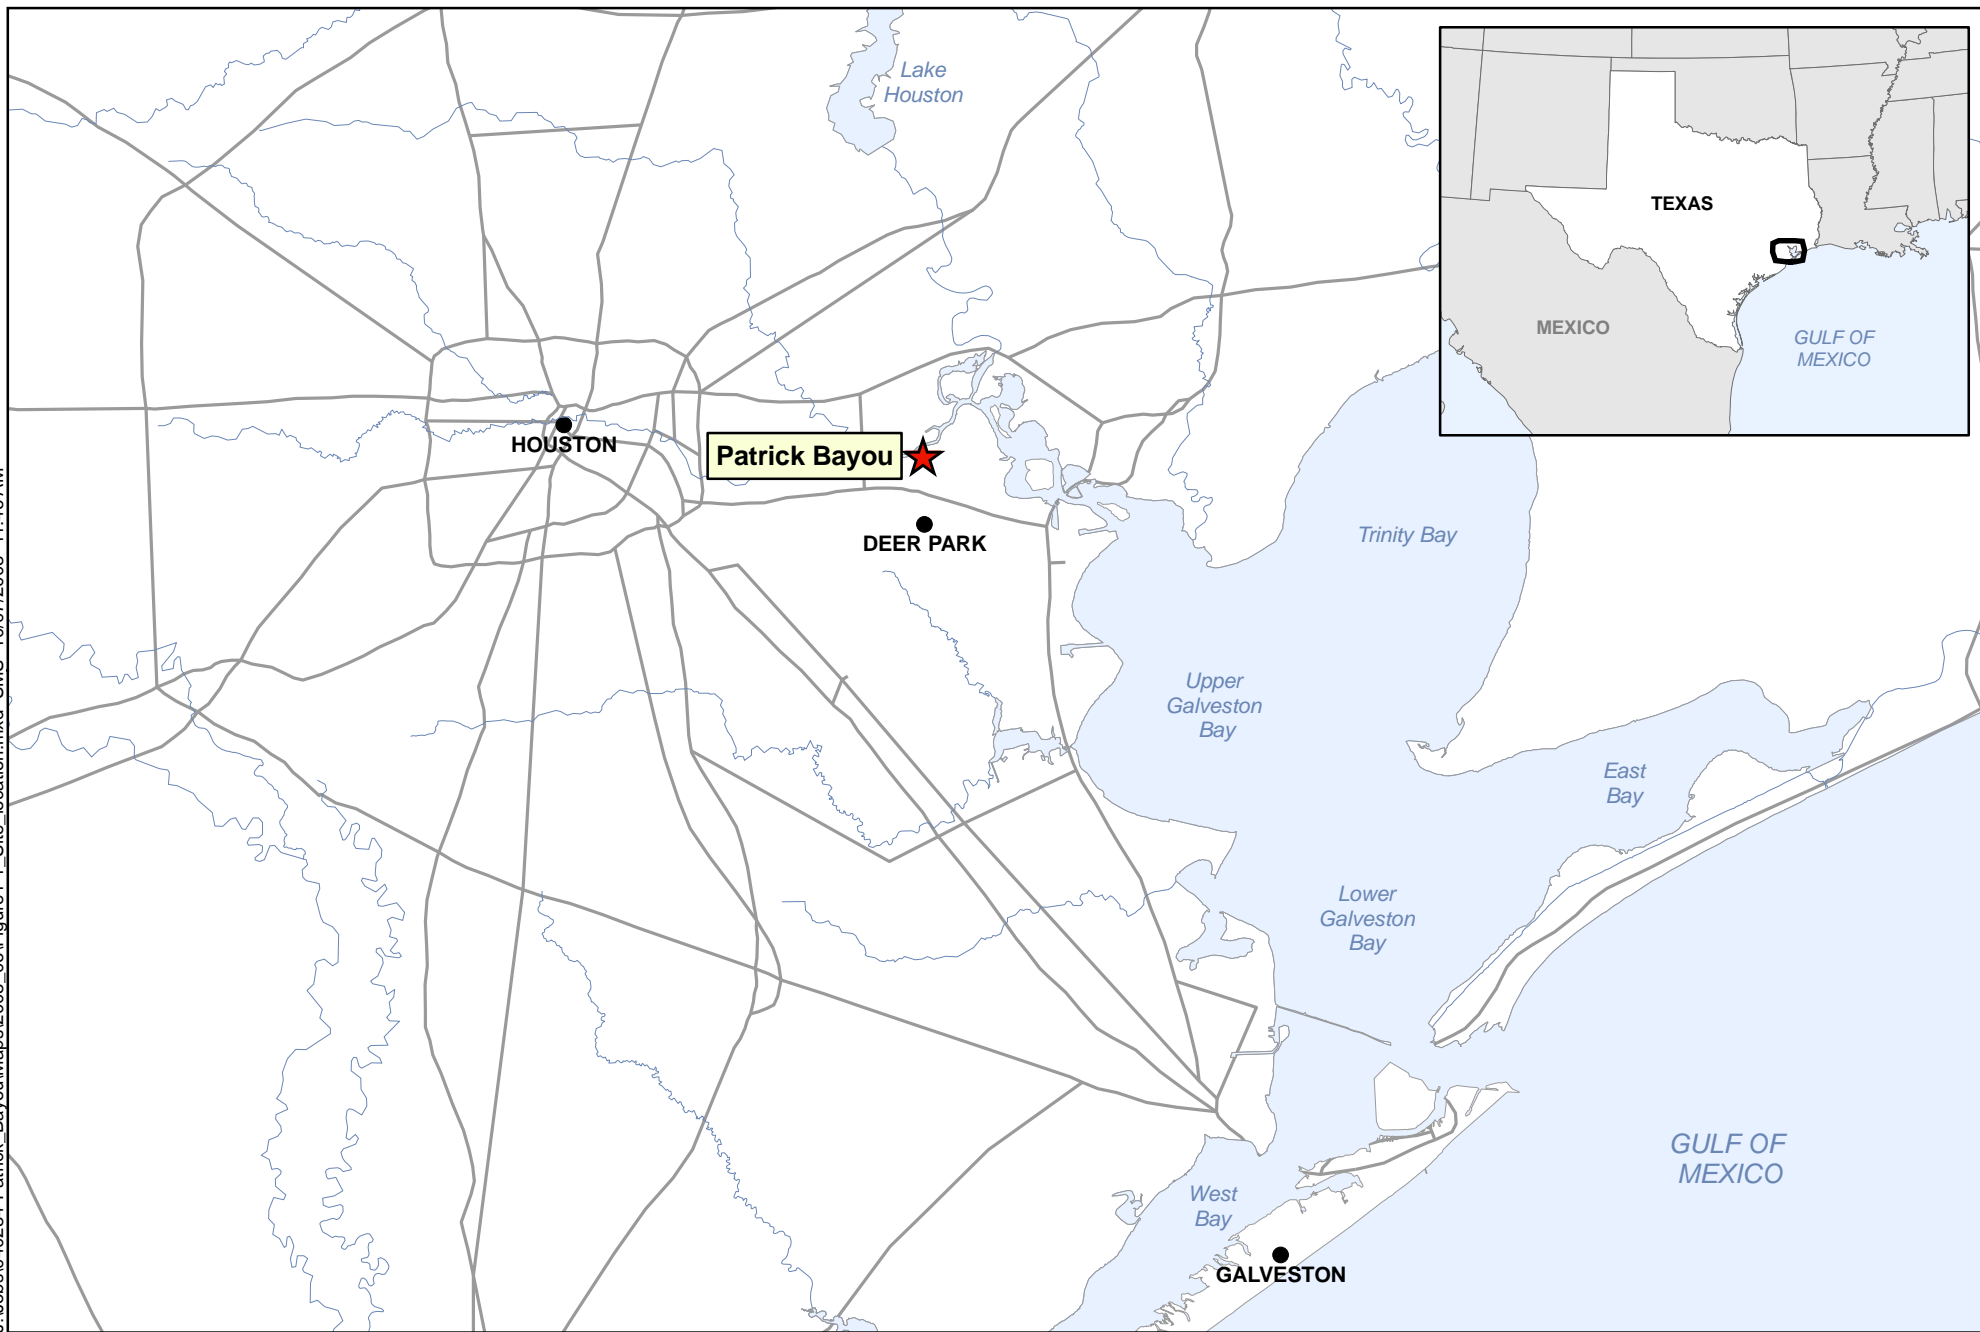 Lake
Houston
TEXAS
MEXICO
GULF OF
MEXICO
HOUSTON
Patrick Bayou
DEER PARK
Trinity Bay
Upper
Galveston
Bay
East
Bay
Lower
Galveston
Bay
GULF OF
MEXICO
West
Bay
GALVESTON